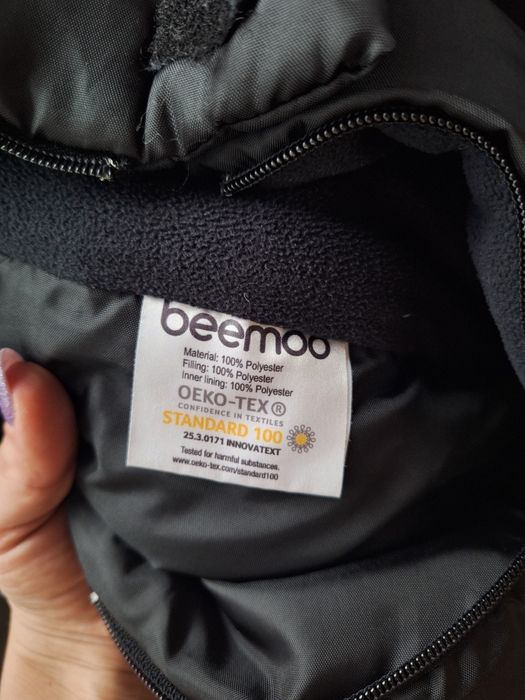 beemoo
Material: 100% Polyester
Filling: 100% Polyester
Inner lining: 100% Polyester
OEKO-TEX®
CONFIDENCE IN TEXTILES
STANDARD 100
25.3.0171 INNOVATEXT
Tested for harmful substances.
www.oeko-tex.com/standard100